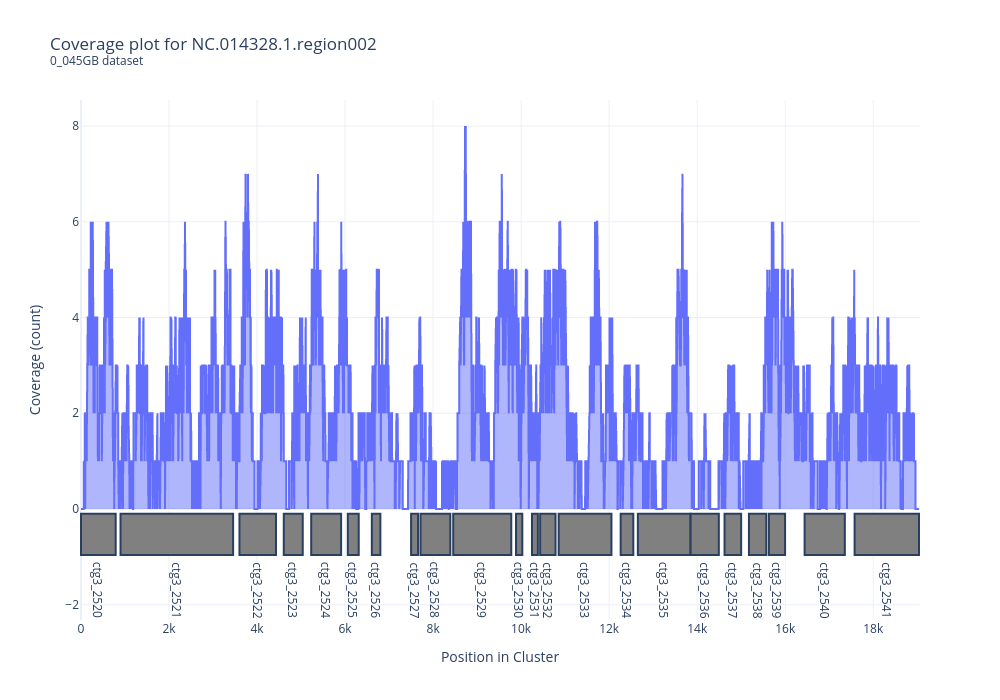 Coverage plot for NC.014328.1.region002
0_045GB dataset
8
6
4
2
0
−2
Coverage (count)
ctg3_2520
ctg3_2521
ctg3_2522
ctg3_2523
ctg3_2524
ctg3_2525
ctg3_2526
ctg3_2527
ctg3_2528
ctg3_2529
ctg3_2530
ctg3_2531
ctg3_2532
ctg3_2533
ctg3_2534
ctg3_2535
ctg3_2536
ctg3_2537
ctg3_2538
ctg3_2539
ctg3_2540
ctg3_2541
0 2k 4k 6k 8k 10k 12k 14k 16k 18k
Position in Cluster